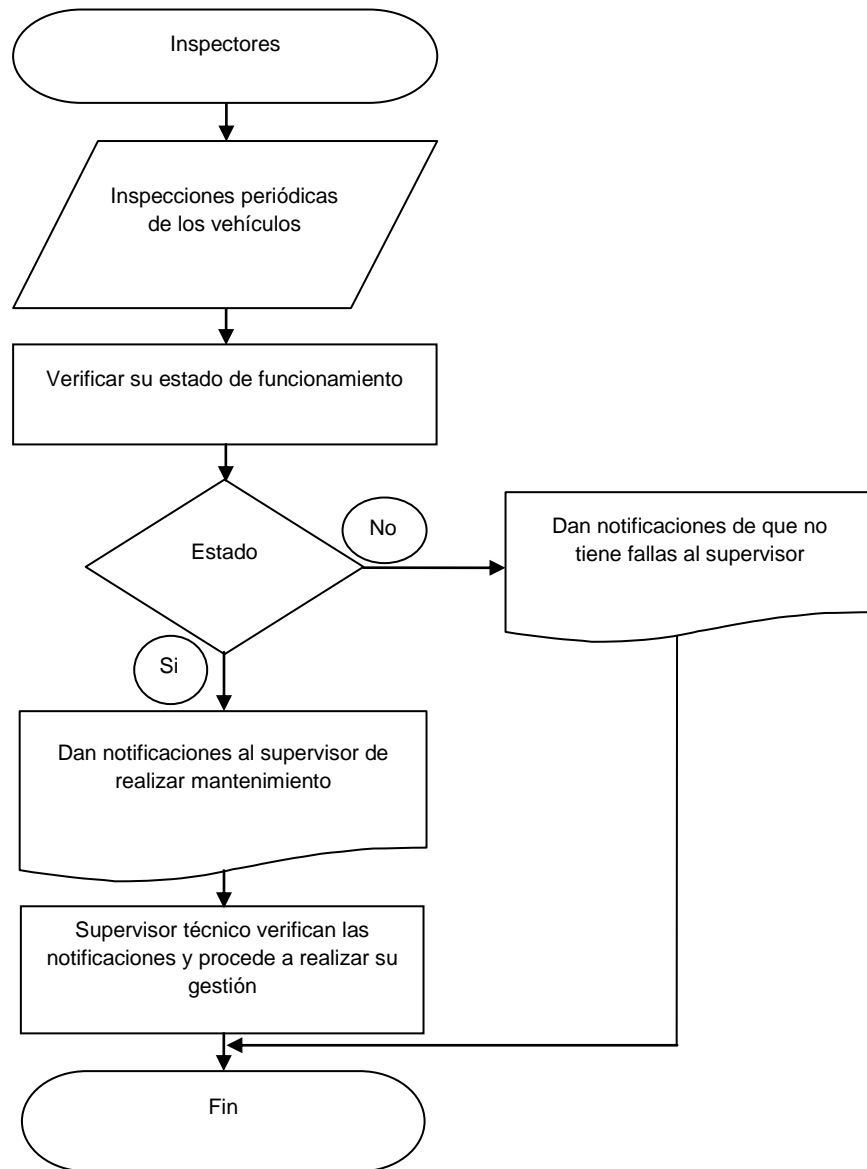 Inspectores
Inspecciones periódicas
de los vehículos
Verificar su estado de funcionamiento
Estado
No
Dan notificaciones de que no
tiene fallas al supervisor
Si
Dan notificaciones al supervisor de
realizar mantenimiento
Supervisor técnico verifican las
notificaciones y procede a realizar su
gestión
Fin